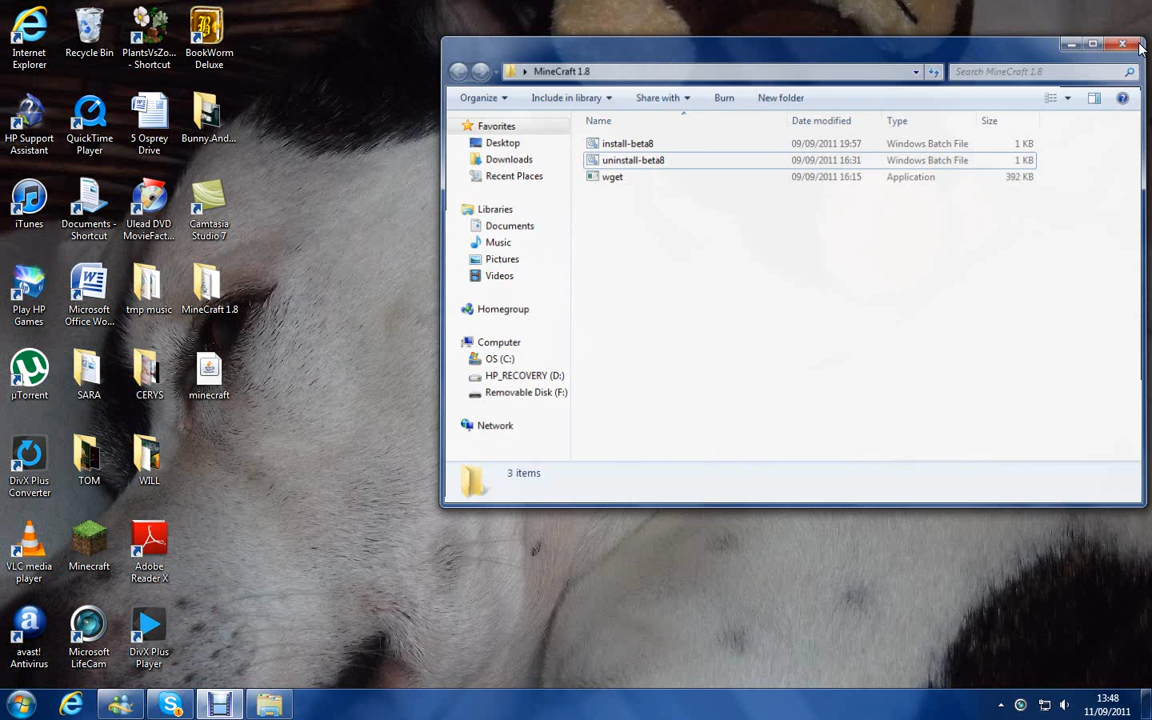 Internet Explorer
Recycle Bin
PlantsVsZo... - Shortcut
BookWorm Deluxe
HP Support Assistant
QuickTime Player
5 Osprey Drive
Bunny.And...
iTunes
Documents - Shortcut
Ulead DVD MovieFact...
Camtasia Studio 7
Play HP Games
Microsoft Office Wo...
tmp music
MineCraft 1.8
µTorrent
SARA
CERYS
minecraft
DivX Plus Converter
TOM
WILL
VLC media player
Minecraft
Adobe Reader X
avast! Antivirus
Microsoft LifeCam
DivX Plus Player
MineCraft 1.8
Search MineCraft 1.8
Organize Include in library Share with Burn New folder
Name Date modified Type Size
install-beta8 09/09/2011 19:57 Windows Batch File 1 KB
uninstall-beta8 09/09/2011 16:31 Windows Batch File 1 KB
wget 09/09/2011 16:15 Application 392 KB
Favorites
Desktop
Downloads
Recent Places
Libraries
Documents
Music
Pictures
Videos
Homegroup
Computer
OS (C:)
HP_RECOVERY (D:)
Removable Disk (F:)
Network
3 items
13:48
11/09/2011